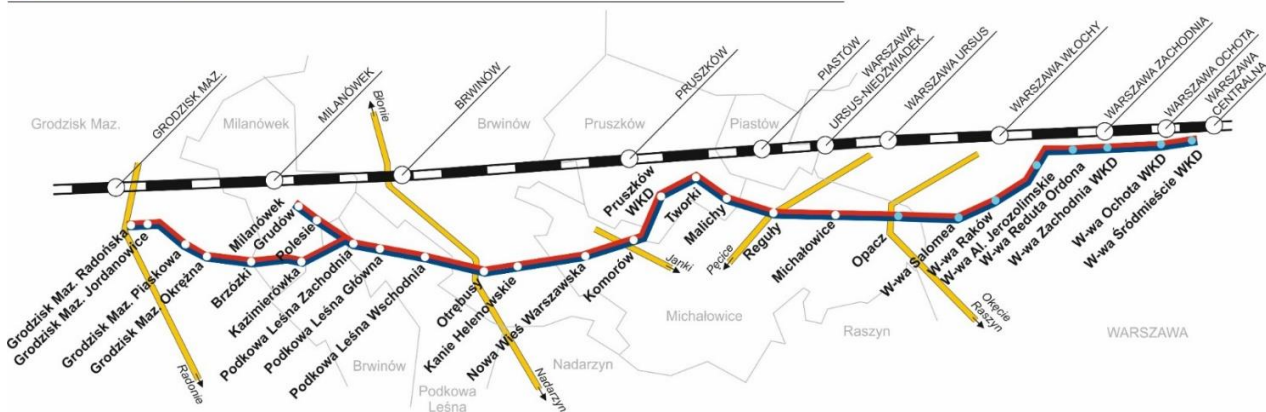 GRODZISK MAZ.
MILANÓWEK
BRWINÓW
PRUSZKÓW
PIASTÓW
WARSZAWA
URSUS-NIEDŹWIADEK
WARSZAWA URSUS
WARSZAWA WŁOCHY
WARSZAWA ZACHODNIA
WARSZAWA OCHOTA
WARSZAWA
CENTRALNA
Grodzisk Maz.
Milanówek
Błonie
Brwinów
Pruszków
Piastów
Grodzisk Maz. Radońska
Grodzisk Maz. Jordanowice
Grodzisk Maz. Piaskowa
Grodzisk Maz. Okrężna
Brzózki
Milanówek
Grudów
Polesie
Kazimierówka
Podkowa Leśna Zachodnia
Podkowa Leśna Główna
Podkowa Leśna Wschodnia
Otrębusy
Kanie Helenowskie
Nowa Wieś Warszawska
Komorów
Pruszków
WKD
Tworki
Malichy
Reguły
Michałowice
Opacz
W-wa Salomea
W-wa Raków
W-wa Al. Jerozolimskie
W-wa Reduta Ordona
W-wa Zachodnia WKD
W-wa Ochota WKD
W-wa Śródmieście WKD
Janki
Pęcice
Okęcie
Raszyn
Radonie
Nadarzyn
Brwinów
Podkowa
Leśna
Nadarzyn
Michałowice
Raszyn
WARSZAWA